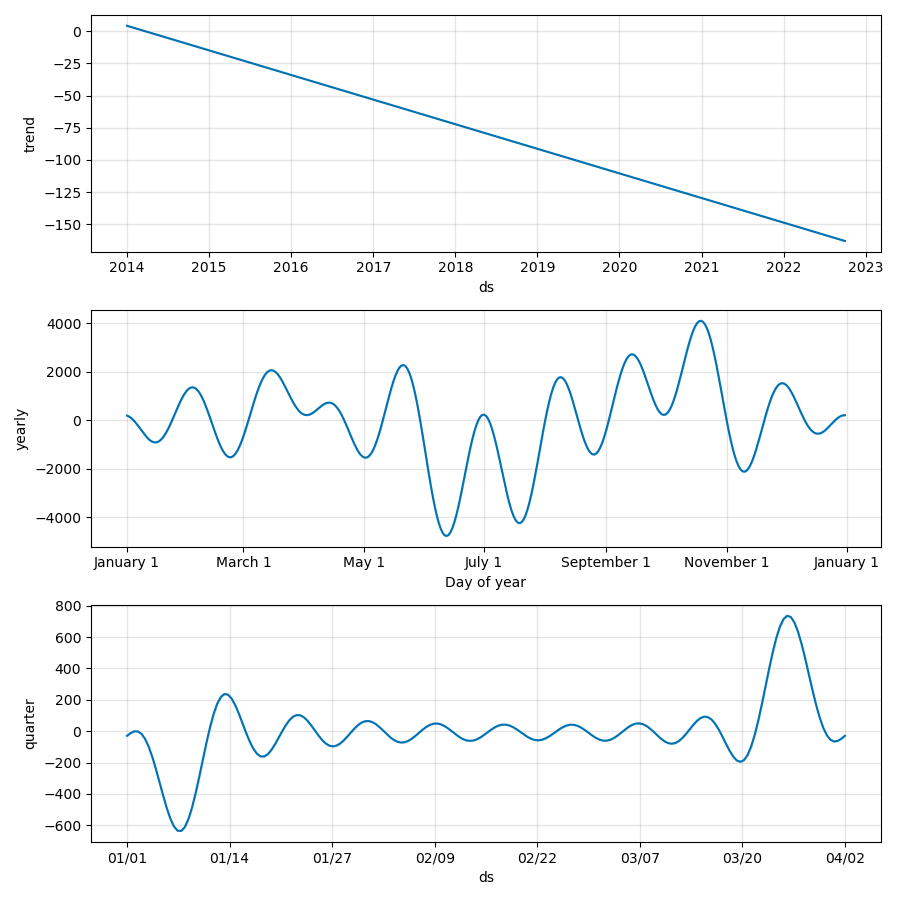 0
−25
−50
−75
−100
−125
−150
trend
2014 2015 2016 2017 2018 2019 2020 2021 2022 2023
ds
4000
2000
0
−2000
−4000
yearly
January 1 March 1 May 1 July 1 September 1 November 1 January 1
Day of year
800
600
400
200
0
−200
−400
−600
quarter
01/01 01/14 01/27 02/09 02/22 03/07 03/20 04/02
ds